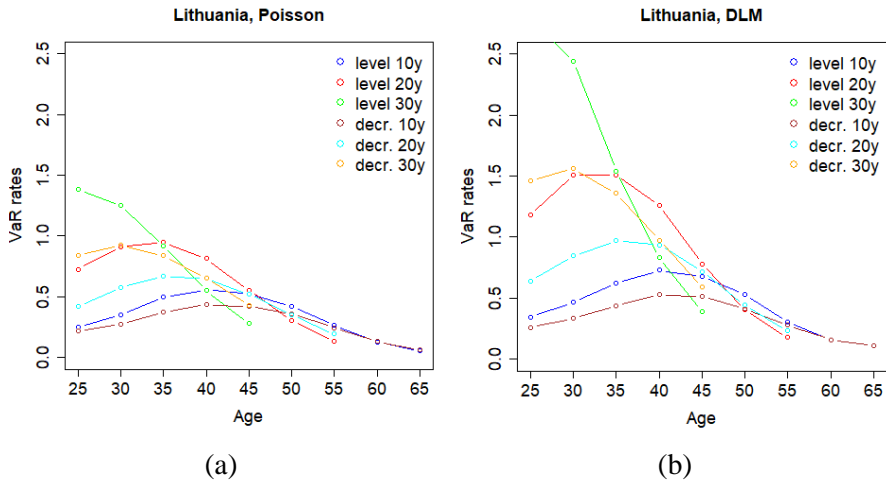 Lithuania, Poisson
VaR rates
2.5
2.0
1.5
1.0
0.5
0.0
level 10y
level 20y
level 30y
decr. 10y
decr. 20y
decr. 30y
25 30 35 40 45 50 55 60 65
Age
(a)
Lithuania, DLM
VaR rates
2.5
2.0
1.5
1.0
0.5
0.0
level 10y
level 20y
level 30y
decr. 10y
decr. 20y
decr. 30y
25 30 35 40 45 50 55 60 65
Age
(b)